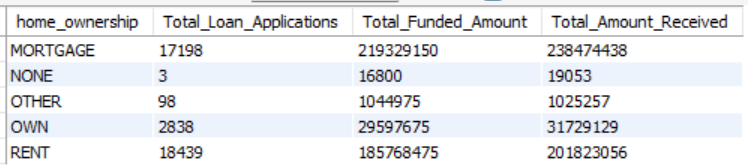 home_ownership Total_Loan_Applications Total_Funded_Amount Total_Amount_Received
MORTGAGE 17198 219329150 238474438
NONE 3 16800 19053
OTHER 98 1044975 1025257
OWN 2838 29597675 31729129
RENT 18439 185768475 201823056